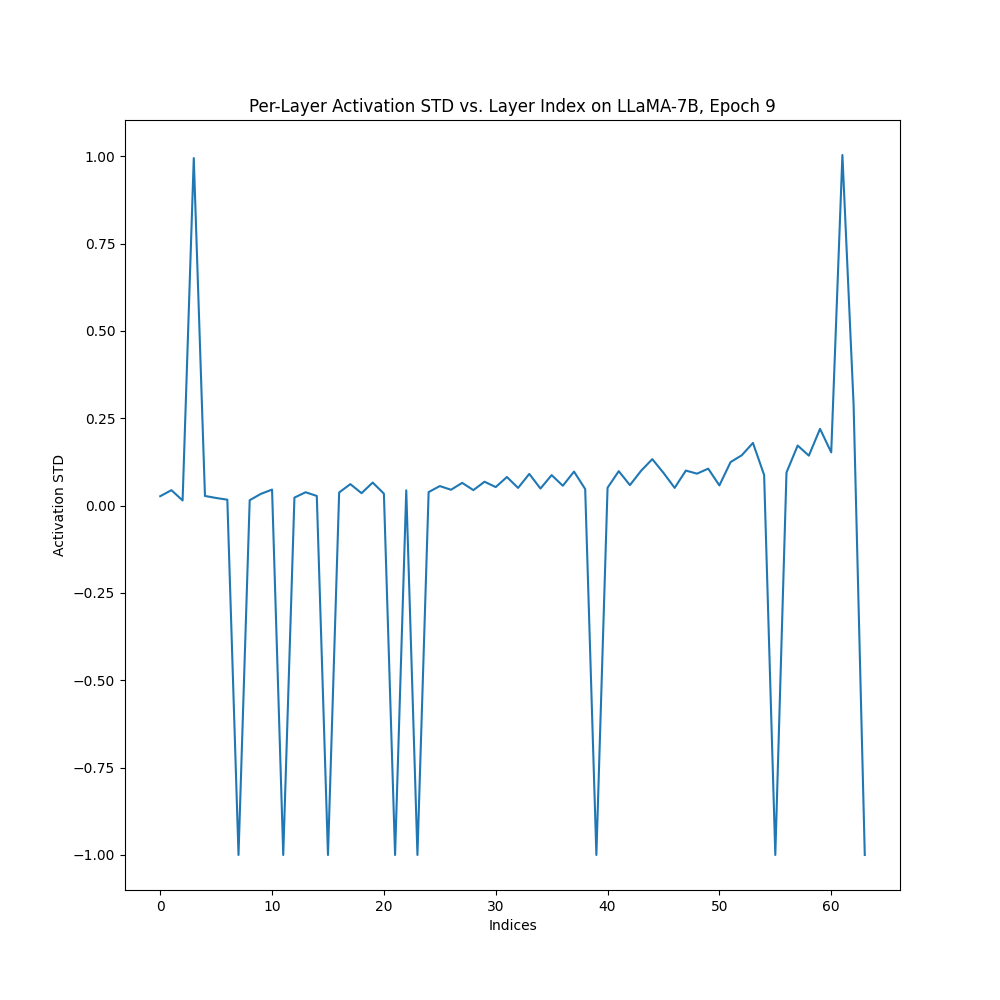 Per-Layer Activation STD vs. Layer Index on LLaMA-7B, Epoch 9
1.00
0.75
0.50
0.25
0.00
−0.25
−0.50
−0.75
−1.00
Activation STD
0 10 20 30 40 50 60
Indices